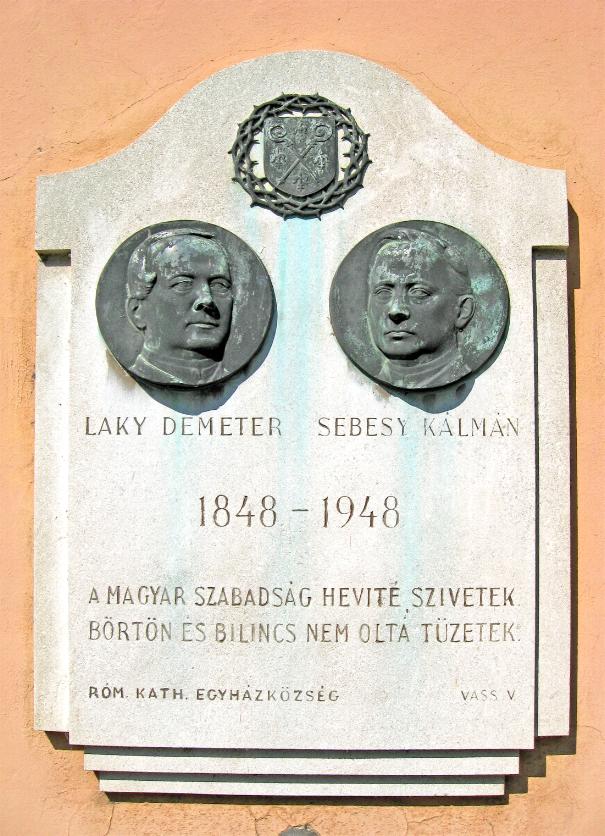 LAKY DEMETER SEBESY KÁLMÁN
1848 – 1948
A MAGYAR SZABADSÁG HEVITÉ SZIVETEK.
BÖRTÖN ÉS BILINCS NEM OLTÁ TÜZETEK.
RÓM. KATH. EGYHÁZKÖZSÉG VASS V